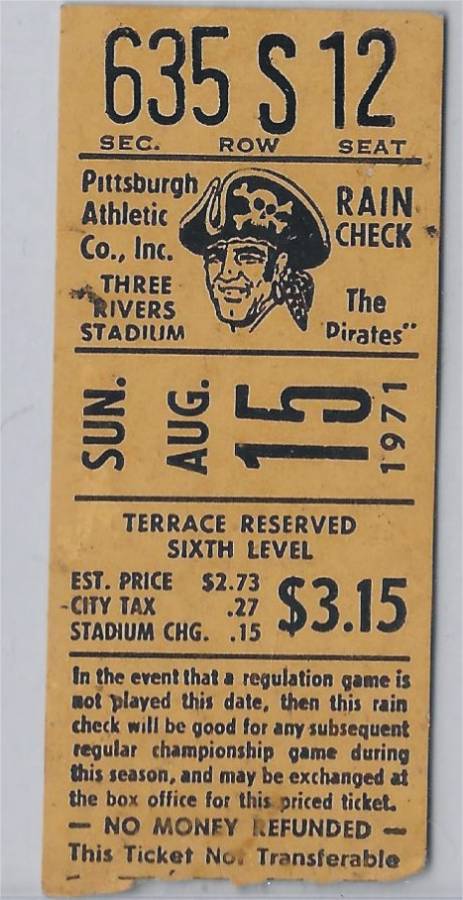 635 S 12
SEC. ROW SEAT
Pittsburgh
Athletic
Co., Inc.
THREE
RIVERS
STADIUM
RAIN
CHECK
The
Pirates"
SUN. AUG. 15 1971
TERRACE RESERVED
SIXTH LEVEL
EST. PRICE $2.73
CITY TAX .27
STADIUM CHG. .15
$3.15
In the event that a regulation game is
not played this date, then this rain
check will be good for any subsequent
regular championship game during
this season, and may be exchanged at
the box office for this priced ticket.
— NO MONEY REFUNDED —
This Ticket Not Transferable